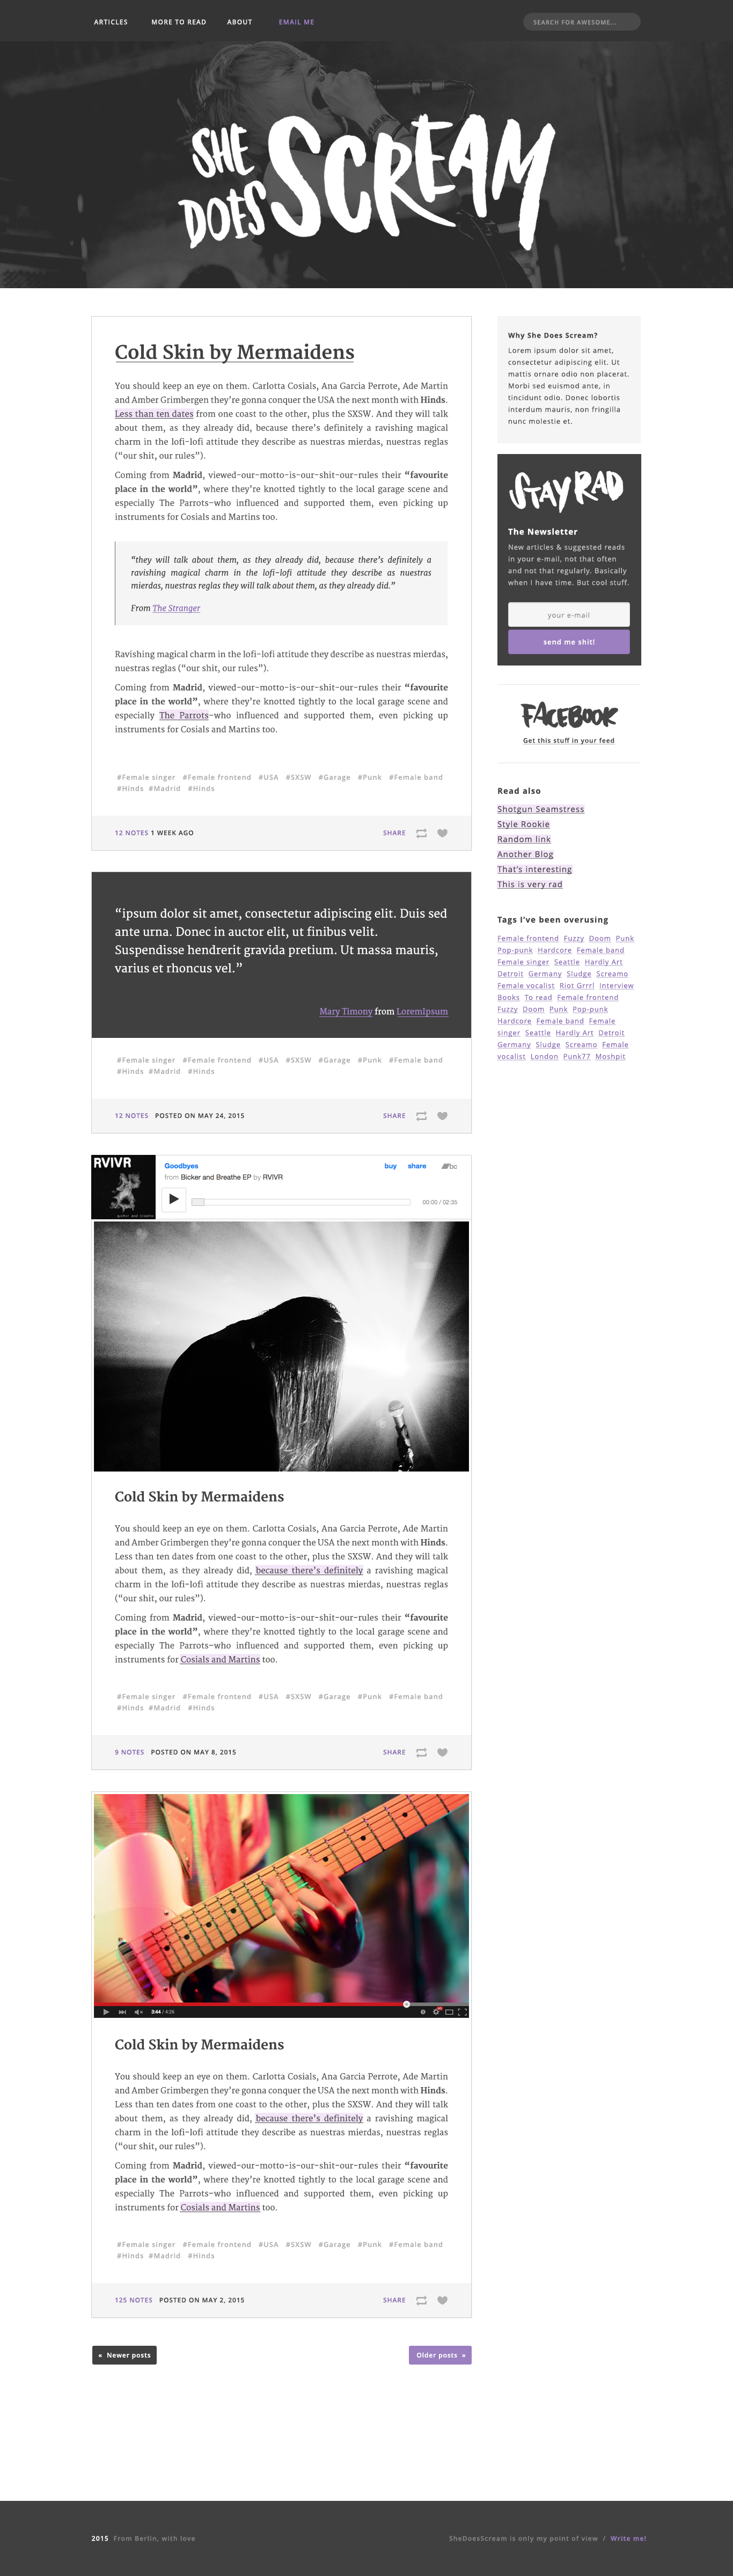 ARTICLES MORE TO READ ABOUT EMAIL ME SEARCH FOR AWESOME...
SHE DOES SCREAM
Cold Skin by Mermaidens
You should keep an eye on them. Carlotta Cosials, Ana Garcia Perrote, Ade Martin
and Amber Grimbergen they're gonna conquer the USA the next month with Hinds.
Less than ten dates from one coast to the other, plus the SXSW. And they will talk
about them, as they already did, because there's definitely a ravishing magical
charm in the lofi-lofi attitude they describe as nuestras mierdas, nuestras reglas
("our shit, our rules").
Coming from Madrid, viewed-our-motto-is-our-shit-our-rules their “favourite
place in the world”, where they're knotted tightly to the local garage scene and
especially The Parrots–who influenced and supported them, even picking up
instruments for Cosials and Martins too.
“they will talk about them, as they already did, because there's definitely a
ravishing magical charm in the lofi-lofi attitude they describe as nuestras
mierdas, nuestras reglas they will talk about them, as they already did.”
From The Stranger
Ravishing magical charm in the lofi-lofi attitude they describe as nuestras mierdas,
nuestras reglas (“our shit, our rules”).
Coming from Madrid, viewed-our-motto-is-our-shit-our-rules their “favourite
place in the world”, where they're knotted tightly to the local garage scene and
especially The Parrots–who influenced and supported them, even picking up
instruments for Cosials and Martins too.
#Female singer #Female frontend #USA #SXSW #Garage #Punk #Female band
#Hinds #Madrid #Hinds
12 NOTES 1 WEEK AGO SHARE
“ipsum dolor sit amet, consectetur adipiscing elit. Duis sed
ante urna. Donec in auctor elit, ut finibus velit.
Suspendisse hendrerit gravida pretium. Ut massa mauris,
varius et rhoncus vel.”
Mary Timony from LoremIpsum
#Female singer #Female frontend #USA #SXSW #Garage #Punk #Female band
#Hinds #Madrid #Hinds
12 NOTES POSTED ON MAY 24, 2015 SHARE
RVIVR
Goodbyes buy share bc
from Bicker and Breathe EP by RVIVR
00:00 / 02:35
Cold Skin by Mermaidens
You should keep an eye on them. Carlotta Cosials, Ana Garcia Perrote, Ade Martin
and Amber Grimbergen they're gonna conquer the USA the next month with Hinds.
Less than ten dates from one coast to the other, plus the SXSW. And they will talk
about them, as they already did, because there's definitely a ravishing magical
charm in the lofi-lofi attitude they describe as nuestras mierdas, nuestras reglas
(“our shit, our rules”).
Coming from Madrid, viewed-our-motto-is-our-shit-our-rules their “favourite
place in the world”, where they're knotted tightly to the local garage scene and
especially The Parrots–who influenced and supported them, even picking up
instruments for Cosials and Martins too.
#Female singer #Female frontend #USA #SXSW #Garage #Punk #Female band
#Hinds #Madrid #Hinds
9 NOTES POSTED ON MAY 8, 2015 SHARE
3:44 / 4:26
Cold Skin by Mermaidens
You should keep an eye on them. Carlotta Cosials, Ana Garcia Perrote, Ade Martin
and Amber Grimbergen they're gonna conquer the USA the next month with Hinds.
Less than ten dates from one coast to the other, plus the SXSW. And they will talk
about them, as they already did, because there's definitely a ravishing magical
charm in the lofi-lofi attitude they describe as nuestras mierdas, nuestras reglas
(“our shit, our rules”).
Coming from Madrid, viewed-our-motto-is-our-shit-our-rules their “favourite
place in the world”, where they're knotted tightly to the local garage scene and
especially The Parrots–who influenced and supported them, even picking up
instruments for Cosials and Martins too.
#Female singer #Female frontend #USA #SXSW #Garage #Punk #Female band
#Hinds #Madrid #Hinds
125 NOTES POSTED ON MAY 2, 2015 SHARE
« Newer posts Older posts »
Why She Does Scream?
Lorem ipsum dolor sit amet,
consectetur adipiscing elit. Ut
mattis ornare odio non placerat.
Morbi sed euismod ante, in
tincidunt odio. Donec lobortis
interdum mauris, non fringilla
nunc molestie et.
STAY RAD
The Newsletter
New articles & suggested reads
in your e-mail, not that often
and not that regularly. Basically
when I have time. But cool stuff.
your e-mail
send me shit!
FACEBOOK
Get this stuff in your feed
Read also
Shotgun Seamstress
Style Rookie
Random link
Another Blog
That's interesting
This is very rad
Tags I've been overusing
Female frontend Fuzzy Doom Punk
Pop-punk Hardcore Female band
Female singer Seattle Hardly Art
Detroit Germany Sludge Screamo
Female vocalist Riot Grrrl Interview
Books To read Female frontend
Fuzzy Doom Punk Pop-punk
Hardcore Female band Female
singer Seattle Hardly Art Detroit
Germany Sludge Screamo Female
vocalist London Punk77 Moshpit
2015 From Berlin, with love SheDoesScream is only my point of view / Write me!